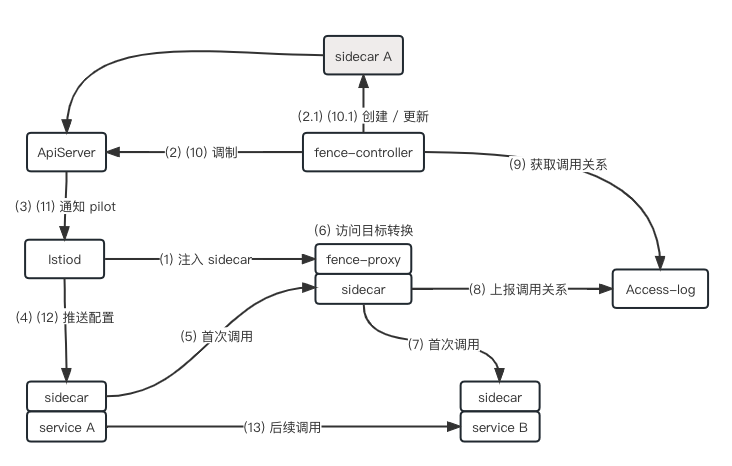 sidecar A
(2.1) (10.1) 创建 / 更新
ApiServer
(2) (10) 调制
fence-controller
(9) 获取调用关系
(3) (11) 通知 pilot
(6) 访问目标转换
Istiod
(1) 注入 sidecar
fence-proxy
sidecar
(8) 上报调用关系
Access-log
(4) (12) 推送配置
(5) 首次调用
(7) 首次调用
sidecar
sidecar
service A
(13) 后续调用
service B